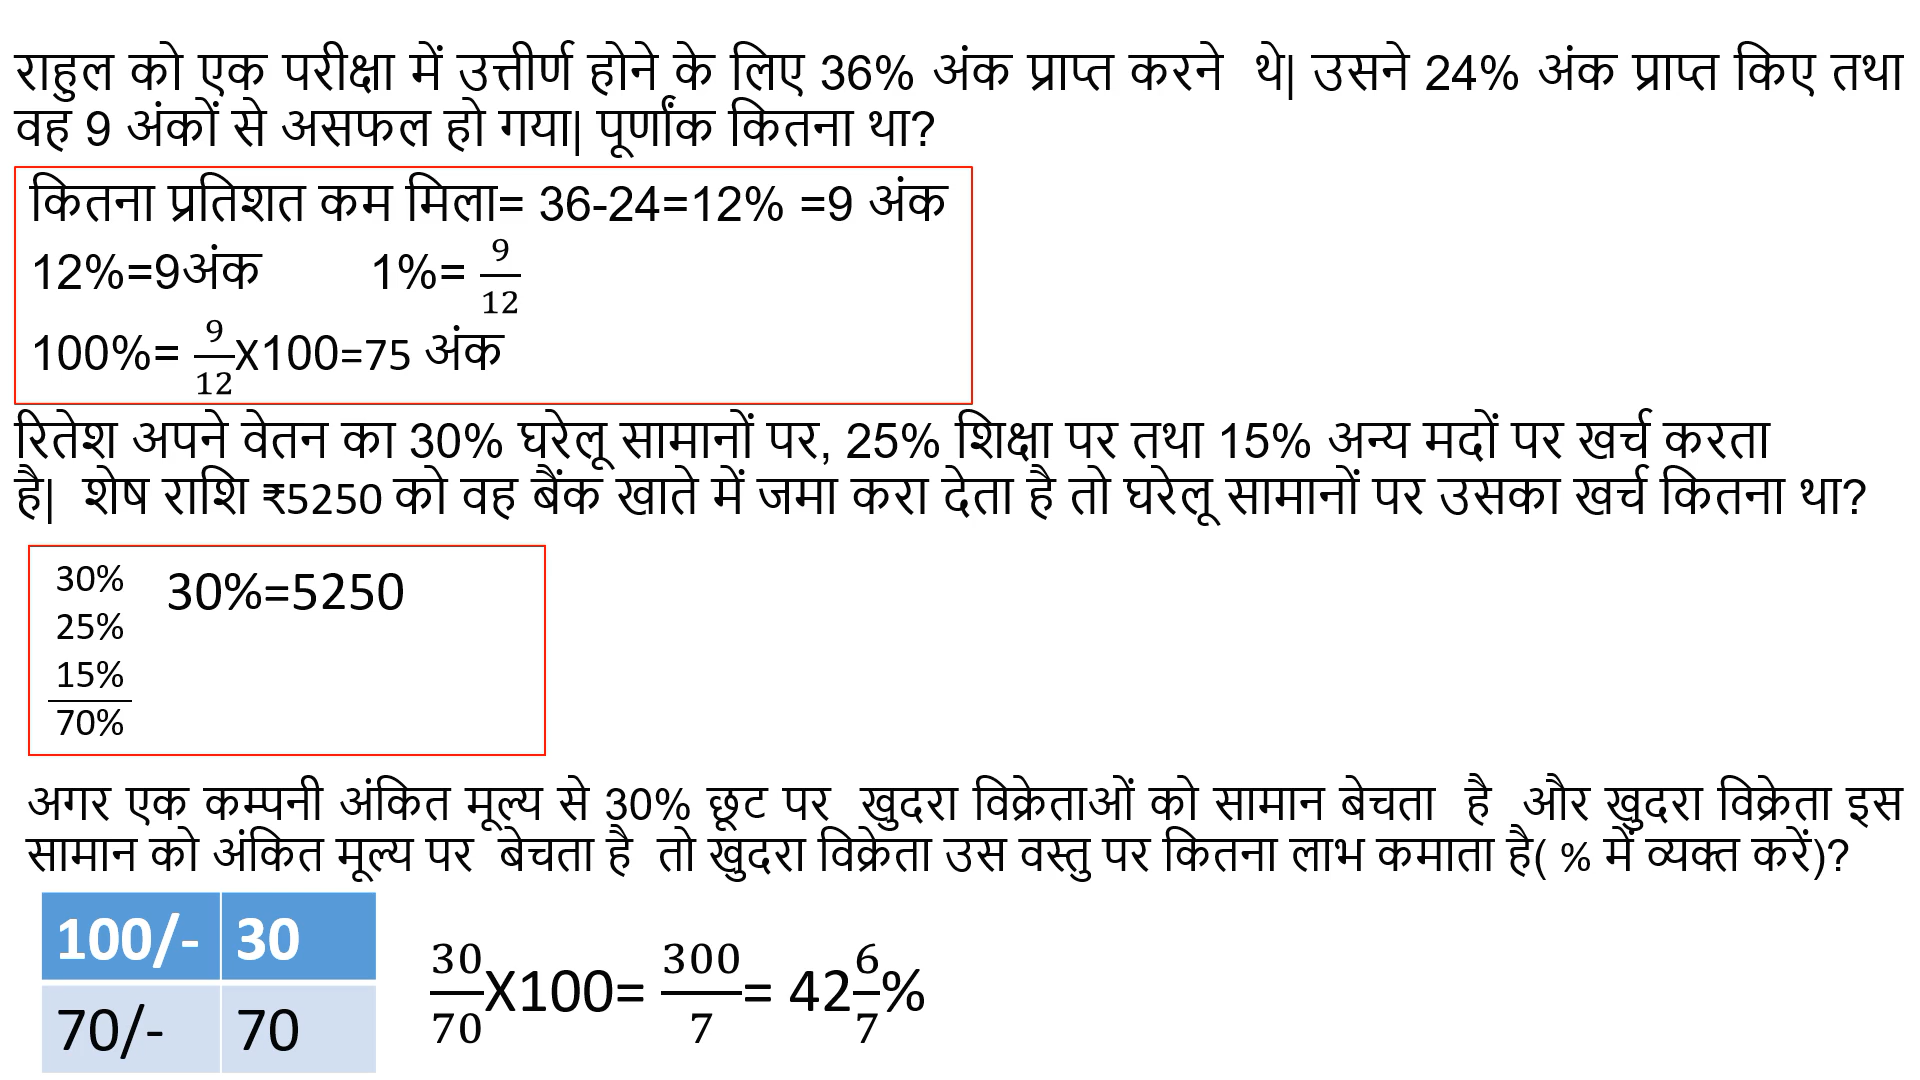 राहुल को एक परीक्षा में उत्तीर्ण होने के लिए 36% अंक प्राप्त करने थे| उसने 24% अंक प्राप्त किए तथा
वह 9 अंकों से असफल हो गया| पूर्णांक कितना था?
कितना प्रतिशत कम मिला= 36-24=12% =9 अंक
12%=9अंक 1%= 9/12
100%= 9/12X100=75 अंक
रितेश अपने वेतन का 30% घरेलू सामानों पर, 25% शिक्षा पर तथा 15% अन्य मदों पर खर्च करता
है| शेष राशि ₹5250 को वह बैंक खाते में जमा करा देता है तो घरेलू सामानों पर उसका खर्च कितना था?
30% 30%=5250
25%
15%
70%
अगर एक कम्पनी अंकित मूल्य से 30% छूट पर खुदरा विक्रेताओं को सामान बेचता है और खुदरा विक्रेता इस
सामान को अंकित मूल्य पर बेचता है तो खुदरा विक्रेता उस वस्तु पर कितना लाभ कमाता है( % में व्यक्त करें)?
100/- 30
70/- 70
30/70X100= 300/7= 42 6/7%